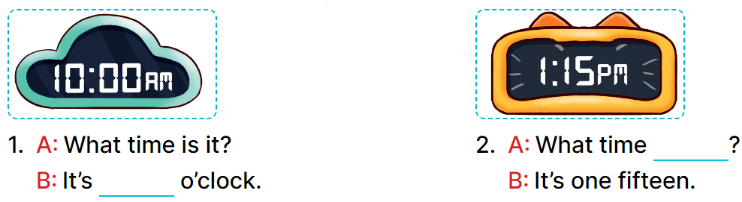 10:00AM
1. A: What time is it?
B: It's ______ o'clock.
1:15PM
2. A: What time ______ ?
B: It's one fifteen.